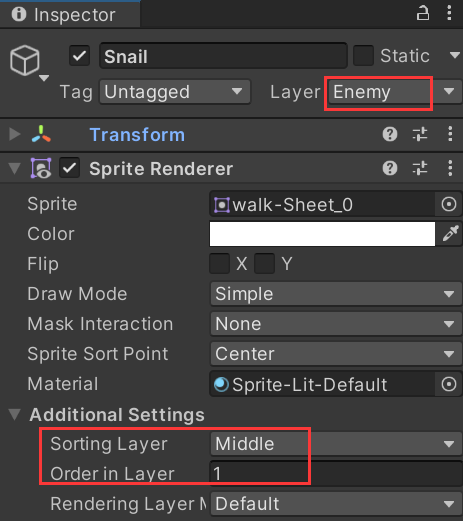 Inspector
Snail Static
Tag Untagged Layer Enemy
Transform
Sprite Renderer
Sprite walk-Sheet_0
Color
Flip X Y
Draw Mode Simple
Mask Interaction None
Sprite Sort Point Center
Material Sprite-Lit-Default
Additional Settings
Sorting Layer Middle
Order in Layer 1
Rendering Layer M Default